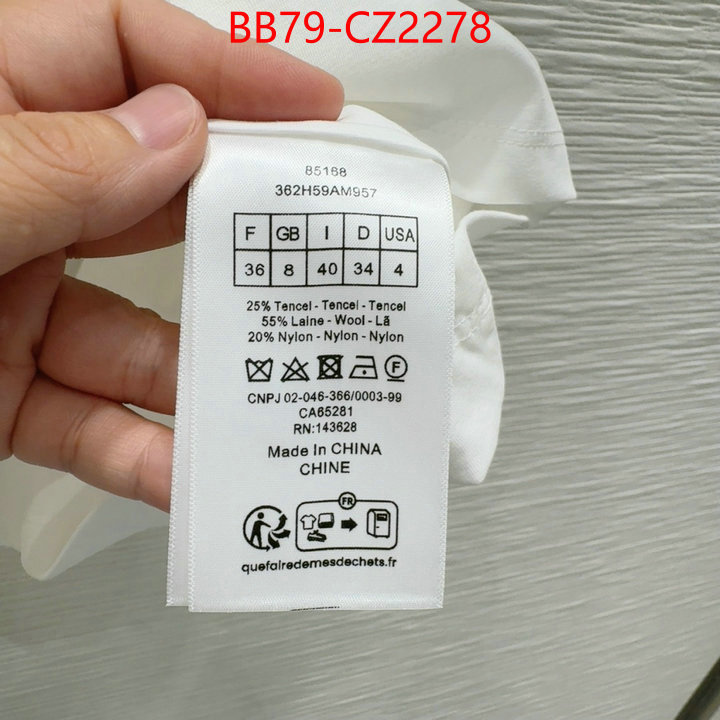 BB79-CZ2278
85168
362H59AM957
F GB I D USA
36 8 40 34 4
25% Tencel - Tencel - Tencel
55% Laine - Wool - Lã
20% Nylon - Nylon - Nylon
F
CNPJ 02-046-366/0003-99
CA65281
RN:143628
Made In CHINA
CHINE
FR
quefairedemesdechets.fr